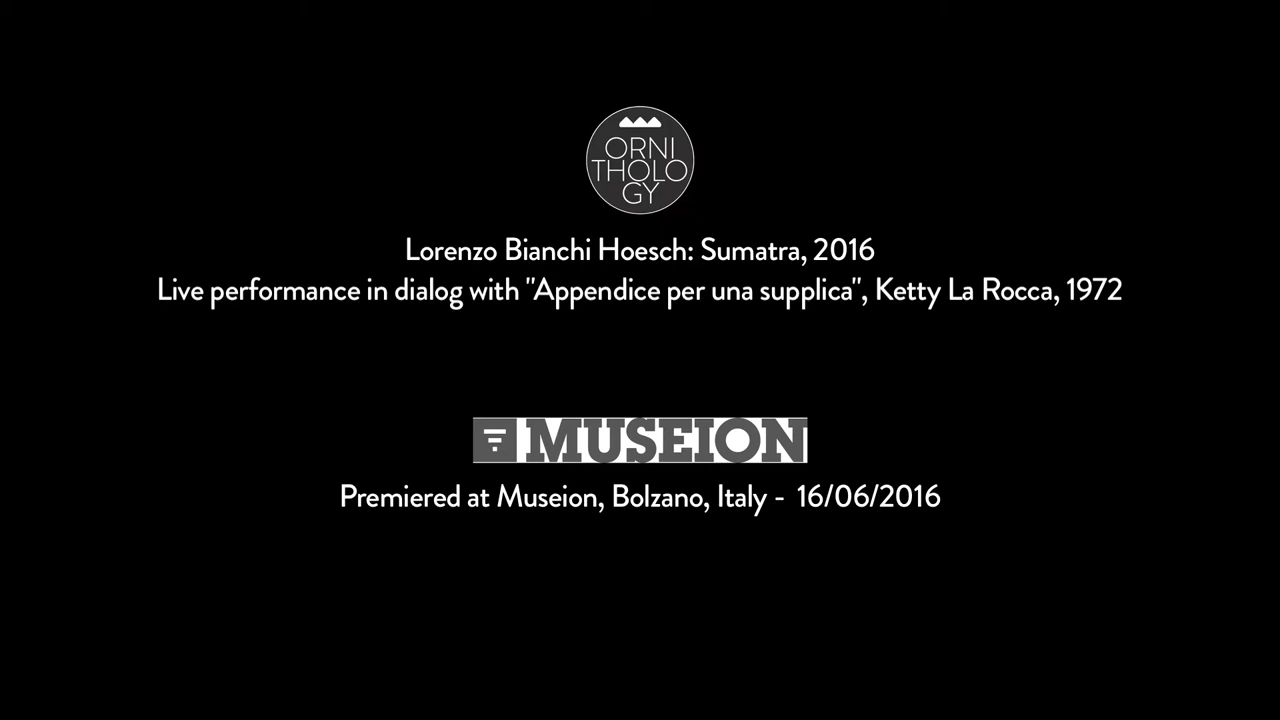 ORNI
THOLO
GY
Lorenzo Bianchi Hoesch: Sumatra, 2016
Live performance in dialog with "Appendice per una supplica", Ketty La Rocca, 1972
MUSEION
Premiered at Museion, Bolzano, Italy - 16/06/2016